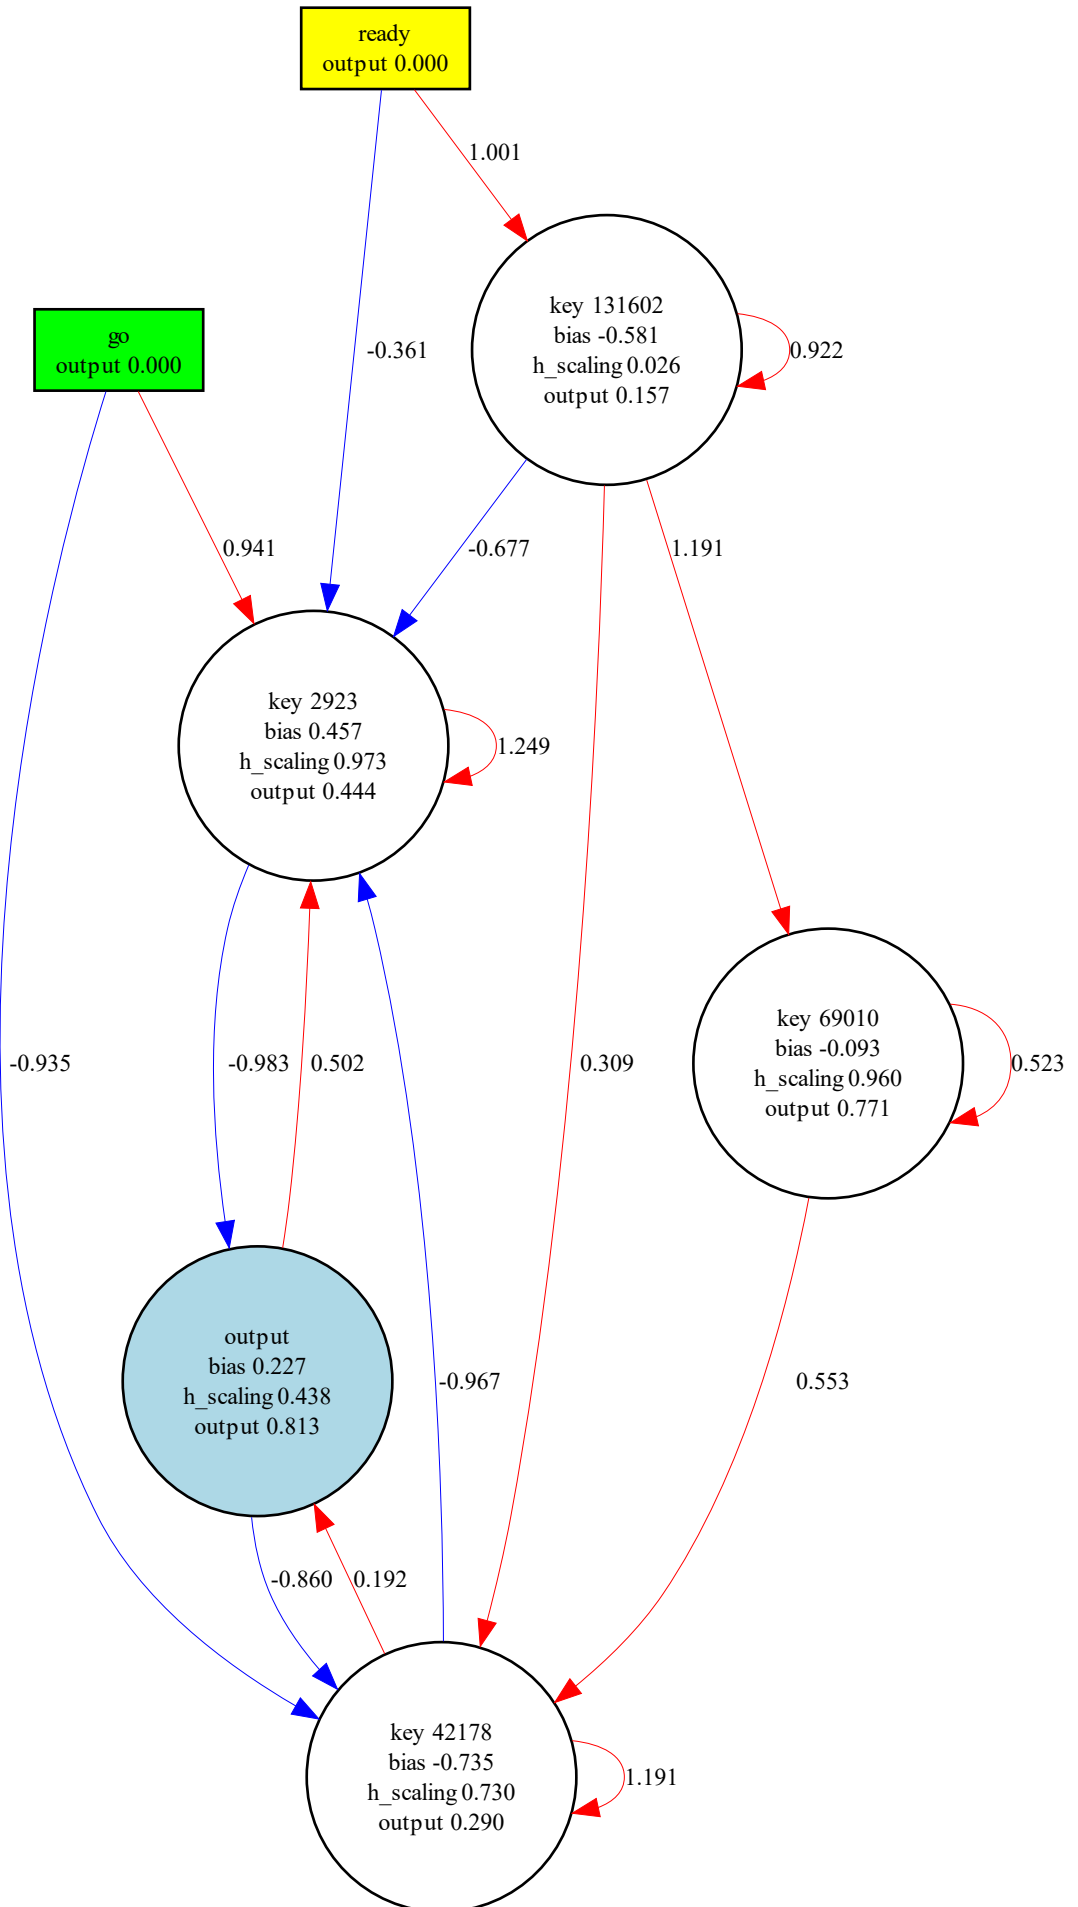 ready
output 0.000
1.001
key 131602
bias -0.581
h_scaling 0.026
output 0.157
0.922
go
output 0.000
-0.361
0.941
-0.677
1.191
key 2923
bias 0.457
h_scaling 0.973
output 0.444
1.249
key 69010
bias -0.093
h_scaling 0.960
output 0.771
0.523
-0.935
-0.983
0.502
0.309
output
bias 0.227
h_scaling 0.438
output 0.813
-0.967
0.553
-0.860
0.192
key 42178
bias -0.735
h_scaling 0.730
output 0.290
1.191